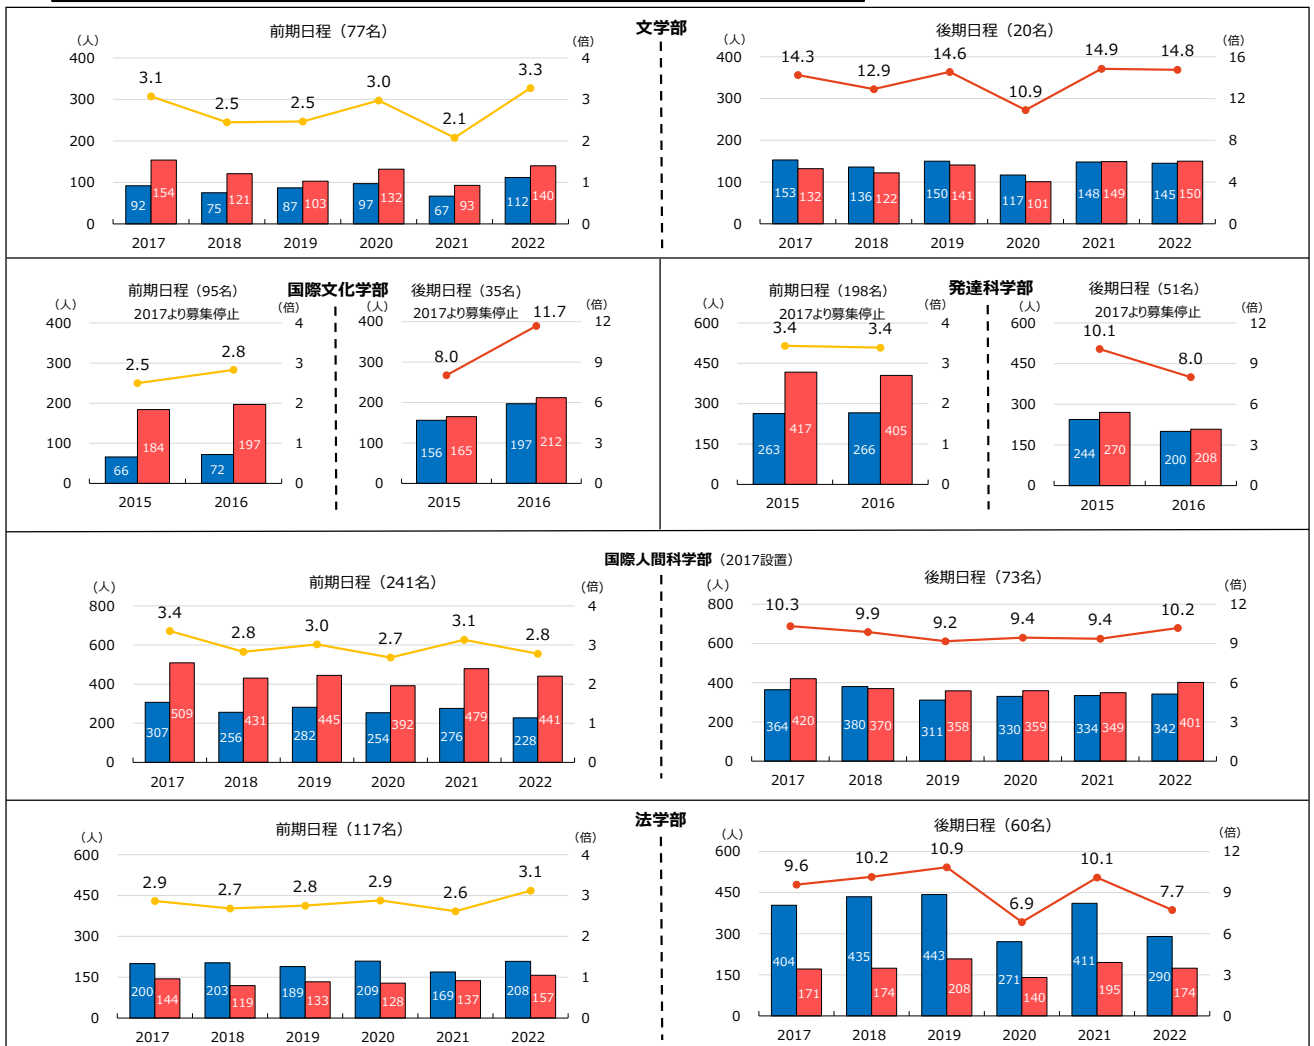 文学部
前期日程（77名）
（人）
（倍）
400
300
200
100
0
4
3
2
1
0
3.1 2.5 2.5 3.0 2.1 3.3
92 154 75 121 87 103 97 132 67 93 112 140
2017 2018 2019 2020 2021 2022
後期日程（20名）
（人）
（倍）
400
300
200
100
0
16
12
8
4
0
14.3 12.9 14.6 10.9 14.9 14.8
153 132 136 122 150 141 117 101 148 149 145 150
2017 2018 2019 2020 2021 2022
国際文化学部
前期日程（95名）
2017より募集停止
（人）
（倍）
400
300
200
100
0
4
3
2
1
0
2.5 2.8
66 184 72 197
2015 2016
後期日程（35名）
2017より募集停止
（人）
（倍）
400
300
200
100
0
12
9
6
3
0
8.0 11.7
156 165 197 212
2015 2016
発達科学部
前期日程（198名）
2017より募集停止
（人）
（倍）
600
450
300
150
0
4
3
2
1
0
3.4 3.4
263 417 266 405
2015 2016
後期日程（51名）
2017より募集停止
（人）
（倍）
600
450
300
150
0
12
9
6
3
0
10.1 8.0
244 270 200 208
2015 2016
国際人間科学部（2017設置）
前期日程（241名）
（人）
（倍）
800
600
400
200
0
4
3
2
1
0
3.4 2.8 3.0 2.7 3.1 2.8
307 509 256 431 282 445 254 392 276 479 228 441
2017 2018 2019 2020 2021 2022
後期日程（73名）
（人）
（倍）
800
600
400
200
0
12
9
6
3
0
10.3 9.9 9.2 9.4 9.4 10.2
364 420 380 370 311 358 330 359 334 349 342 401
2017 2018 2019 2020 2021 2022
法学部
前期日程（117名）
（人）
（倍）
600
450
300
150
0
4
3
2
1
0
2.9 2.7 2.8 2.9 2.6 3.1
200 144 203 119 189 133 209 128 169 137 208 157
2017 2018 2019 2020 2021 2022
後期日程（60名）
（人）
（倍）
600
450
300
150
0
12
9
6
3
0
9.6 10.2 10.9 6.9 10.1 7.7
404 171 435 174 443 208 271 140 411 195 290 174
2017 2018 2019 2020 2021 2022